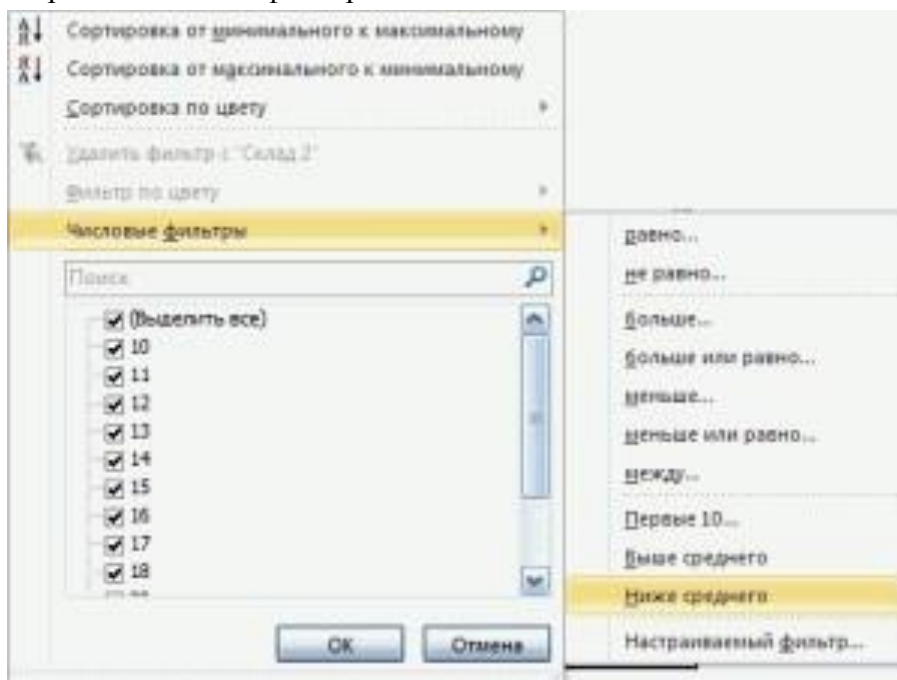 Сортировка от минимального к максимальному
Сортировка от максимального к минимальному
Сортировка по цвету
Удалить фильтр с "Склад 2"
Фильтр по цвету
Числовые фильтры
Поиск
(Выделить все)
10
11
12
13
14
15
16
17
18
ОК
Отмена
равно...
не равно...
больше...
больше или равно...
меньше...
меньше или равно...
между...
Первые 10...
Выше среднего
Ниже среднего
Настраиваемый фильтр...